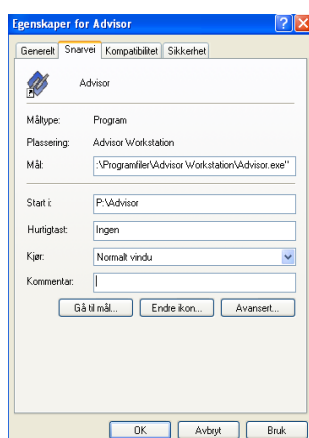 Egenskaper for Advisor
Generelt Snarvei Kompatibilitet Sikkerhet
Advisor
Måltype: Program
Plassering: Advisor Workstation
Mål: :\Programfiler\Advisor Workstation\Advisor.exe"
Start i: P:\Advisor
Hurtigtast: Ingen
Kjør: Normalt vindu
Kommentar:
Gå til mål... Endre ikon... Avansert...
OK Avbryt Bruk